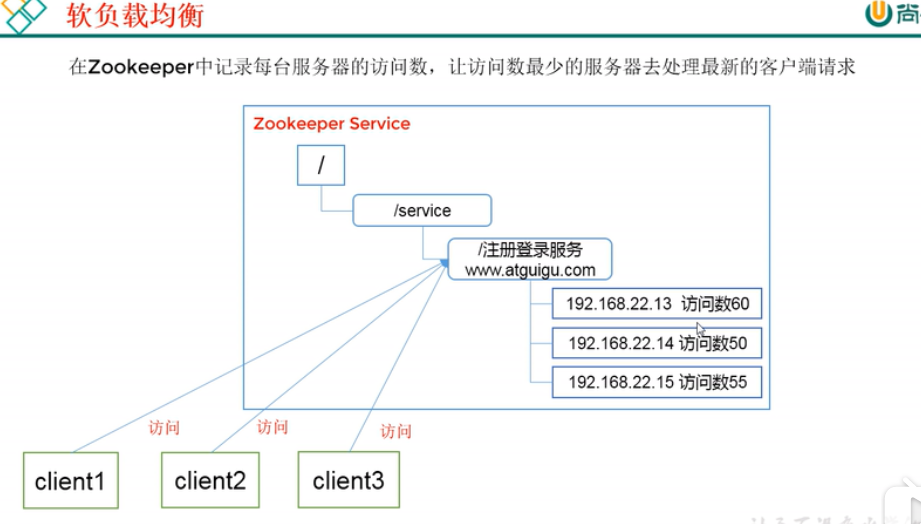 软负载均衡
尚
在Zookeeper中记录每台服务器的访问数，让访问数最少的服务器去处理最新的客户端请求
Zookeeper Service
/
/service
/注册登录服务
www.atguigu.com
192.168.22.13 访问数60
192.168.22.14 访问数50
192.168.22.15 访问数55
访问
访问
访问
client1
client2
client3